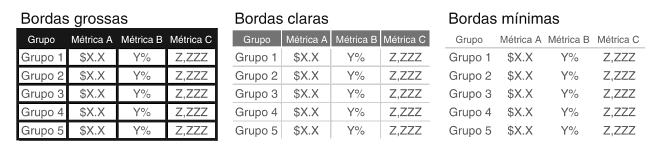 Bordas grossas
Grupo Métrica A Métrica B Métrica C
Grupo 1 $X.X Y% Z,ZZZ
Grupo 2 $X.X Y% Z,ZZZ
Grupo 3 $X.X Y% Z,ZZZ
Grupo 4 $X.X Y% Z,ZZZ
Grupo 5 $X.X Y% Z,ZZZ
Bordas claras
Grupo Métrica A Métrica B Métrica C
Grupo 1 $X.X Y% Z,ZZZ
Grupo 2 $X.X Y% Z,ZZZ
Grupo 3 $X.X Y% Z,ZZZ
Grupo 4 $X.X Y% Z,ZZZ
Grupo 5 $X.X Y% Z,ZZZ
Bordas mínimas
Grupo Métrica A Métrica B Métrica C
Grupo 1 $X.X Y% Z,ZZZ
Grupo 2 $X.X Y% Z,ZZZ
Grupo 3 $X.X Y% Z,ZZZ
Grupo 4 $X.X Y% Z,ZZZ
Grupo 5 $X.X Y% Z,ZZZ